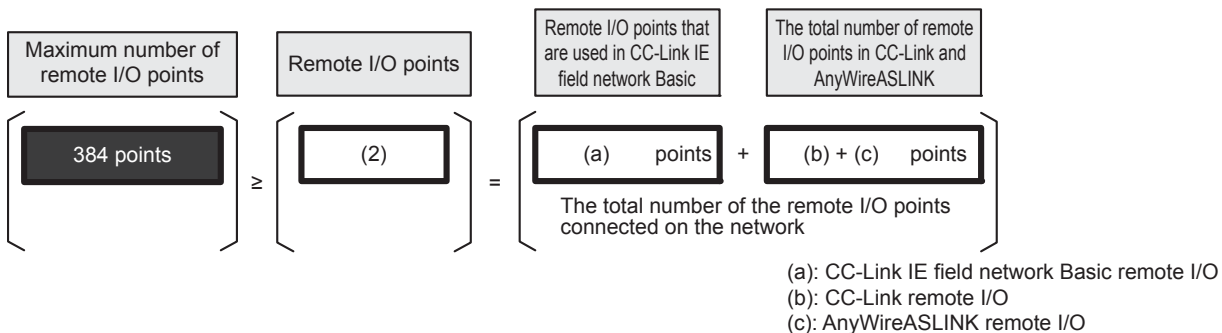 Maximum number of
remote I/O points
Remote I/O points
Remote I/O points that
are used in CC-Link IE
field network Basic
The total number of remote
I/O points in CC-Link and
AnyWireASLINK
384 points
≥
(2)
=
(a) points
+
(b) + (c) points
The total number of the remote I/O points
connected on the network
(a): CC-Link IE field network Basic remote I/O
(b): CC-Link remote I/O
(c): AnyWireASLINK remote I/O